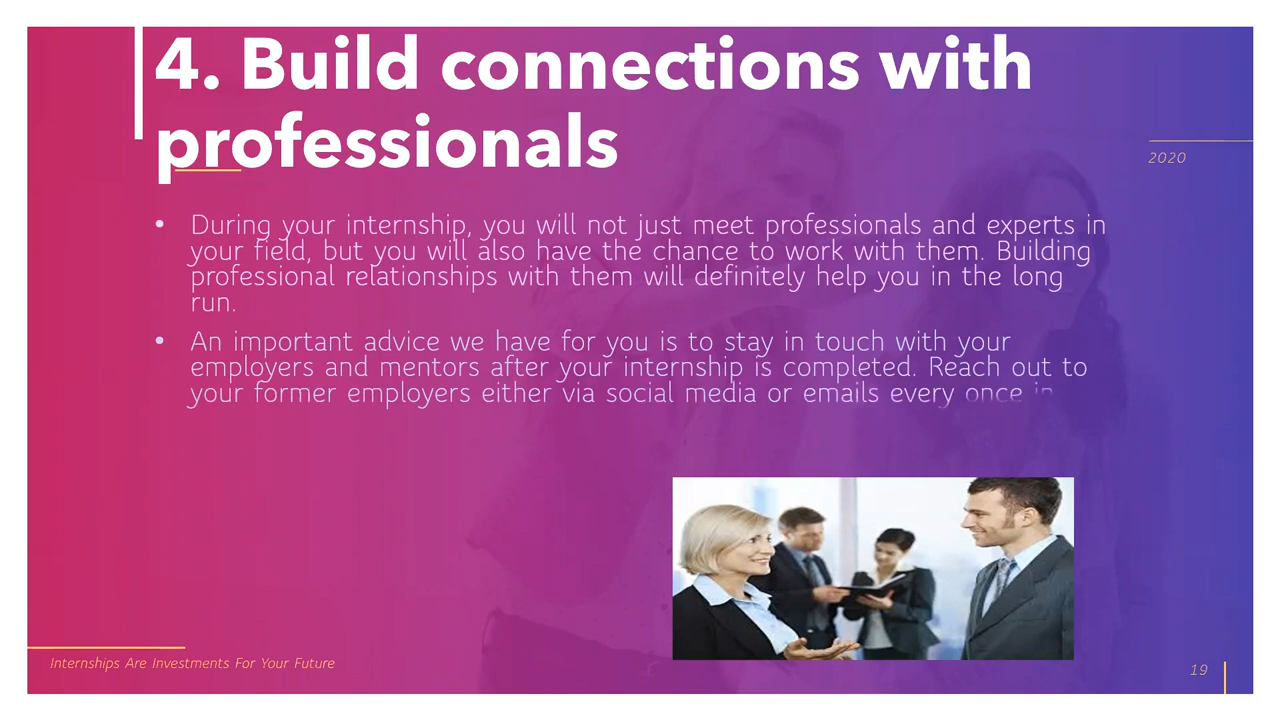 4. Build connections with
professionals
2020
• During your internship, you will not just meet professionals and experts in
your field, but you will also have the chance to work with them. Building
professional relationships with them will definitely help you in the long
run.
• An important advice we have for you is to stay in touch with your
employers and mentors after your internship is completed. Reach out to
your former employers either via social media or emails every once in
Internships Are Investments For Your Future
19